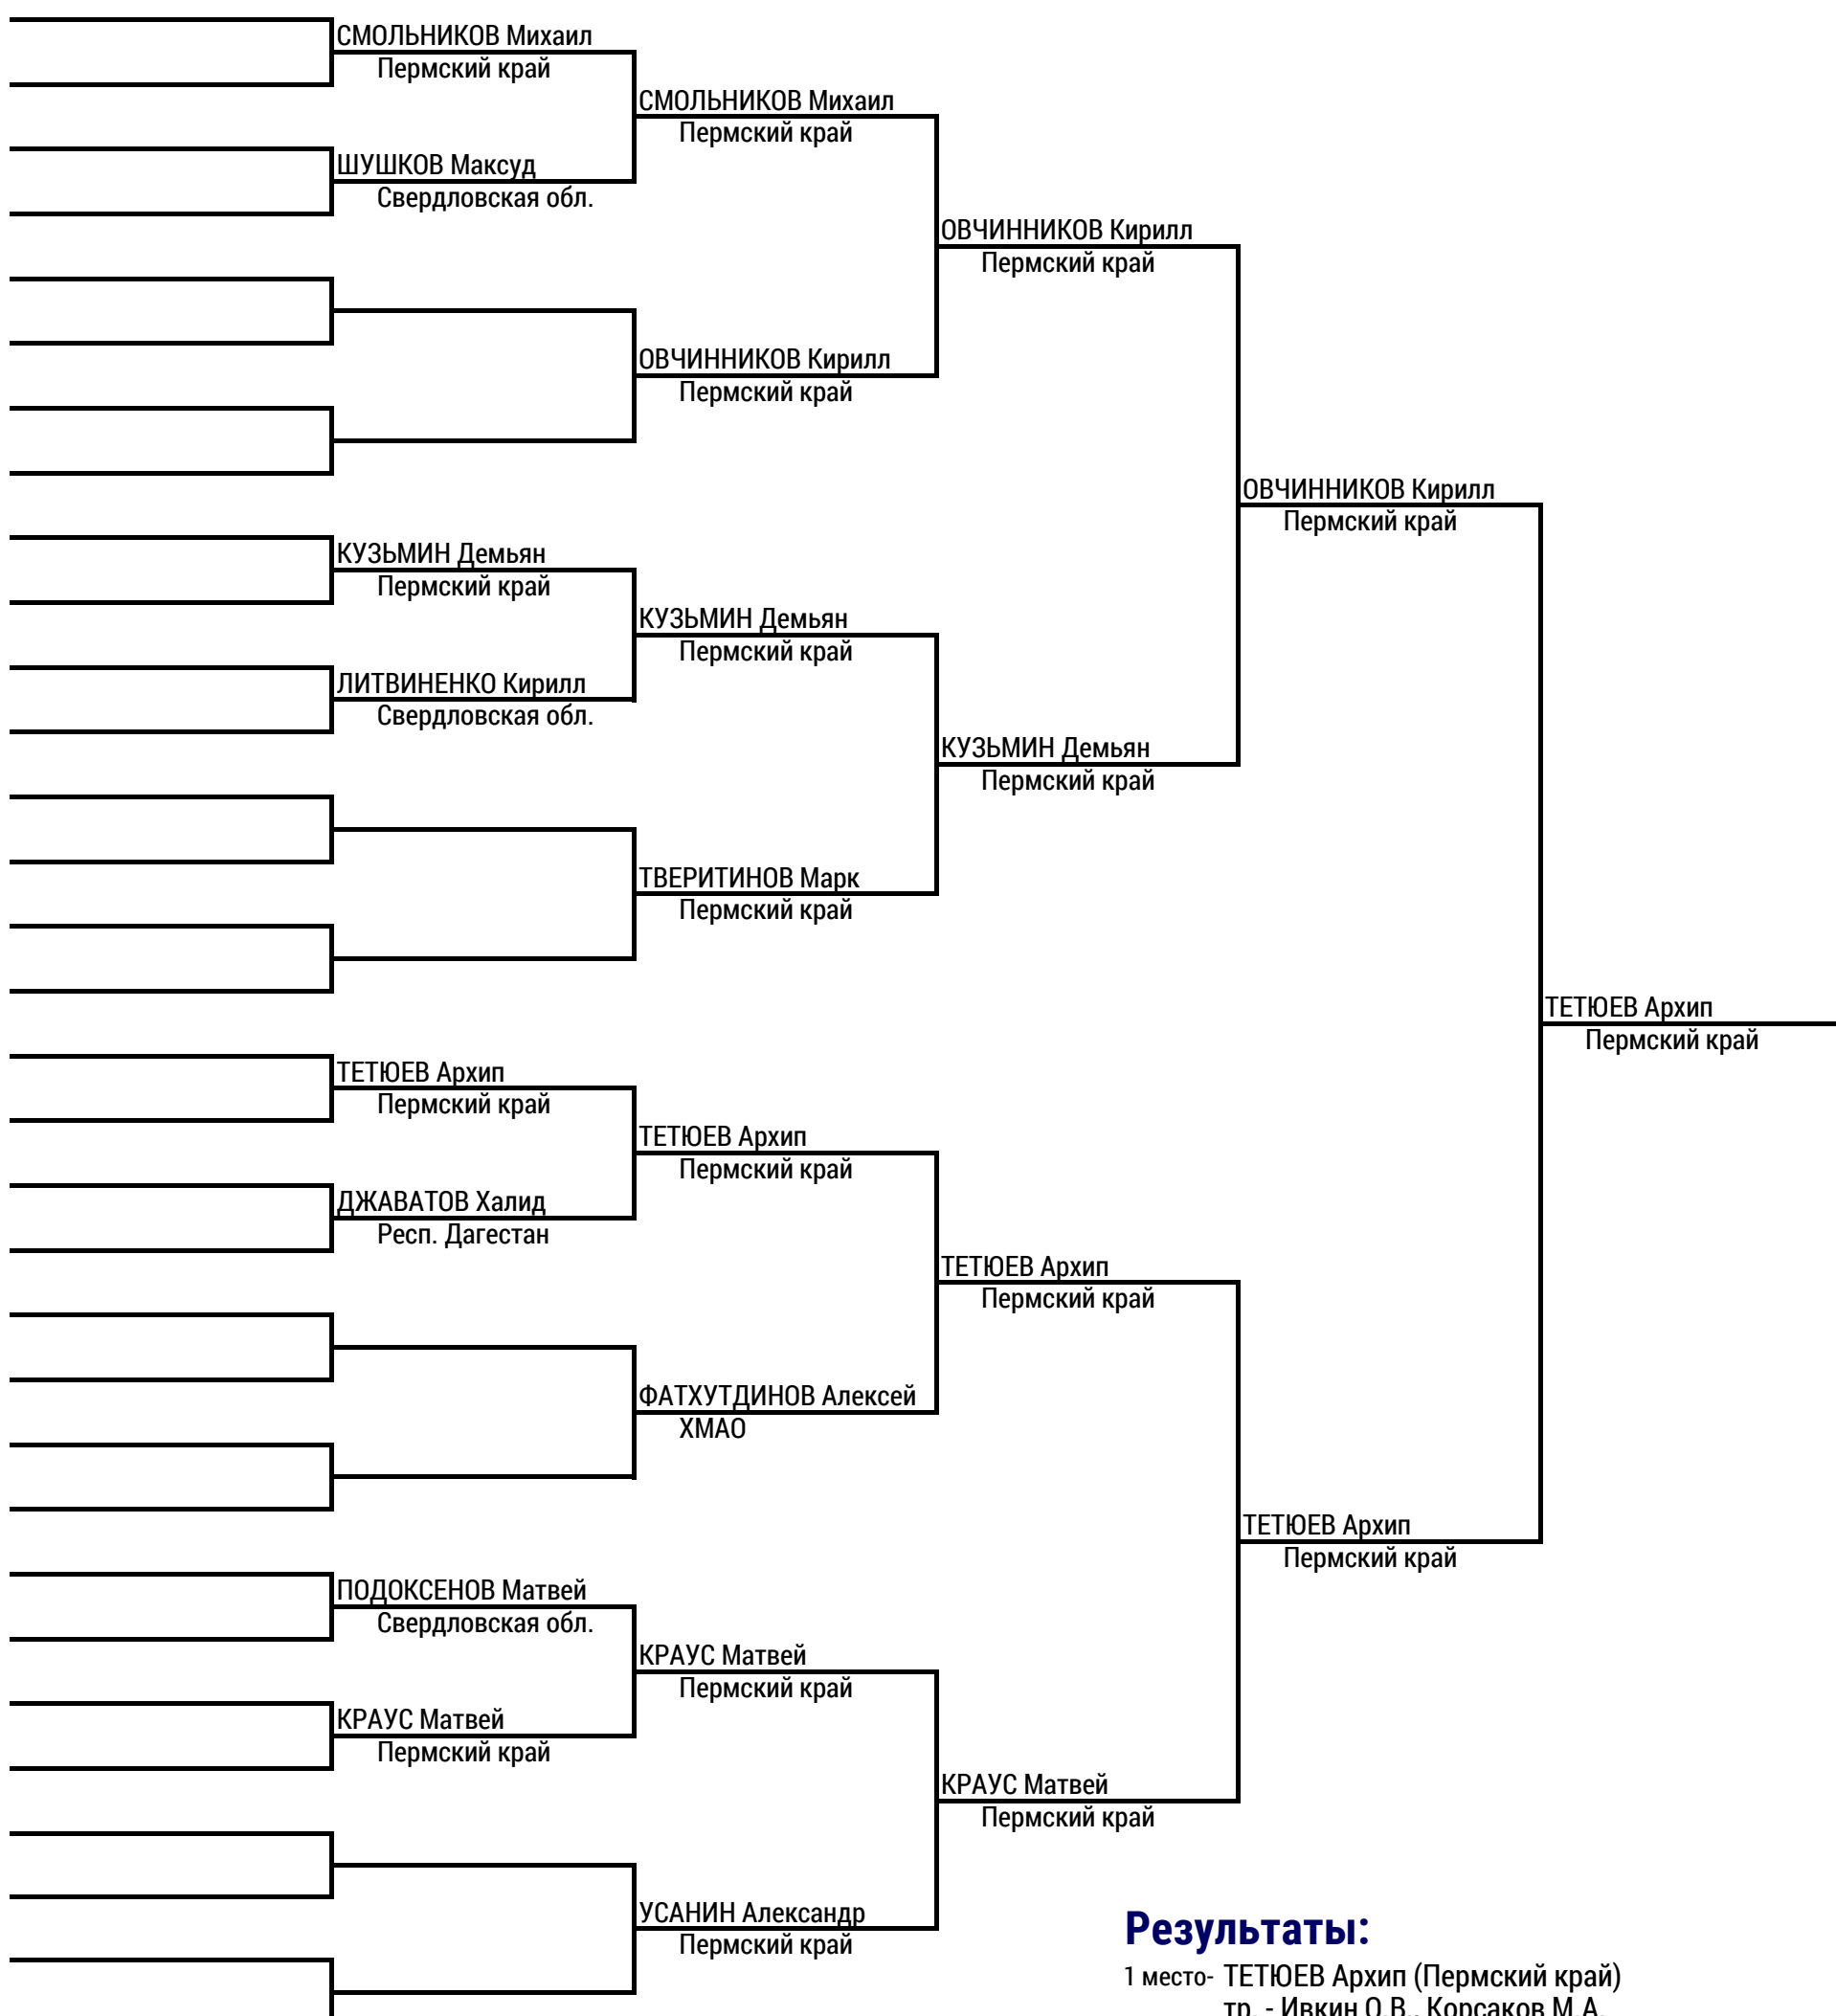 СМОЛЬНИКОВ Михаил
Пермский край
СМОЛЬНИКОВ Михаил
Пермский край
ШУШКОВ Максуд
Свердловская обл.
ОВЧИННИКОВ Кирилл
Пермский край
ОВЧИННИКОВ Кирилл
Пермский край
ОВЧИННИКОВ Кирилл
Пермский край
КУЗЬМИН Демьян
Пермский край
КУЗЬМИН Демьян
Пермский край
ЛИТВИНЕНКО Кирилл
Свердловская обл.
КУЗЬМИН Демьян
Пермский край
ТВЕРИТИНОВ Марк
Пермский край
ТЕТЮЕВ Архип
Пермский край
ТЕТЮЕВ Архип
Пермский край
ТЕТЮЕВ Архип
Пермский край
ДЖАВАТОВ Халид
Респ. Дагестан
ТЕТЮЕВ Архип
Пермский край
ФАТХУТДИНОВ Алексей
ХМАО
ТЕТЮЕВ Архип
Пермский край
ПОДОКСЕНОВ Матвей
Свердловская обл.
КРАУС Матвей
Пермский край
КРАУС Матвей
Пермский край
КРАУС Матвей
Пермский край
УСАНИН Александр
Пермский край
Результаты:
1 место- ТЕТЮЕВ Архип (Пермский край)
тр. - Ивкин О.В., Корсаков М.А.